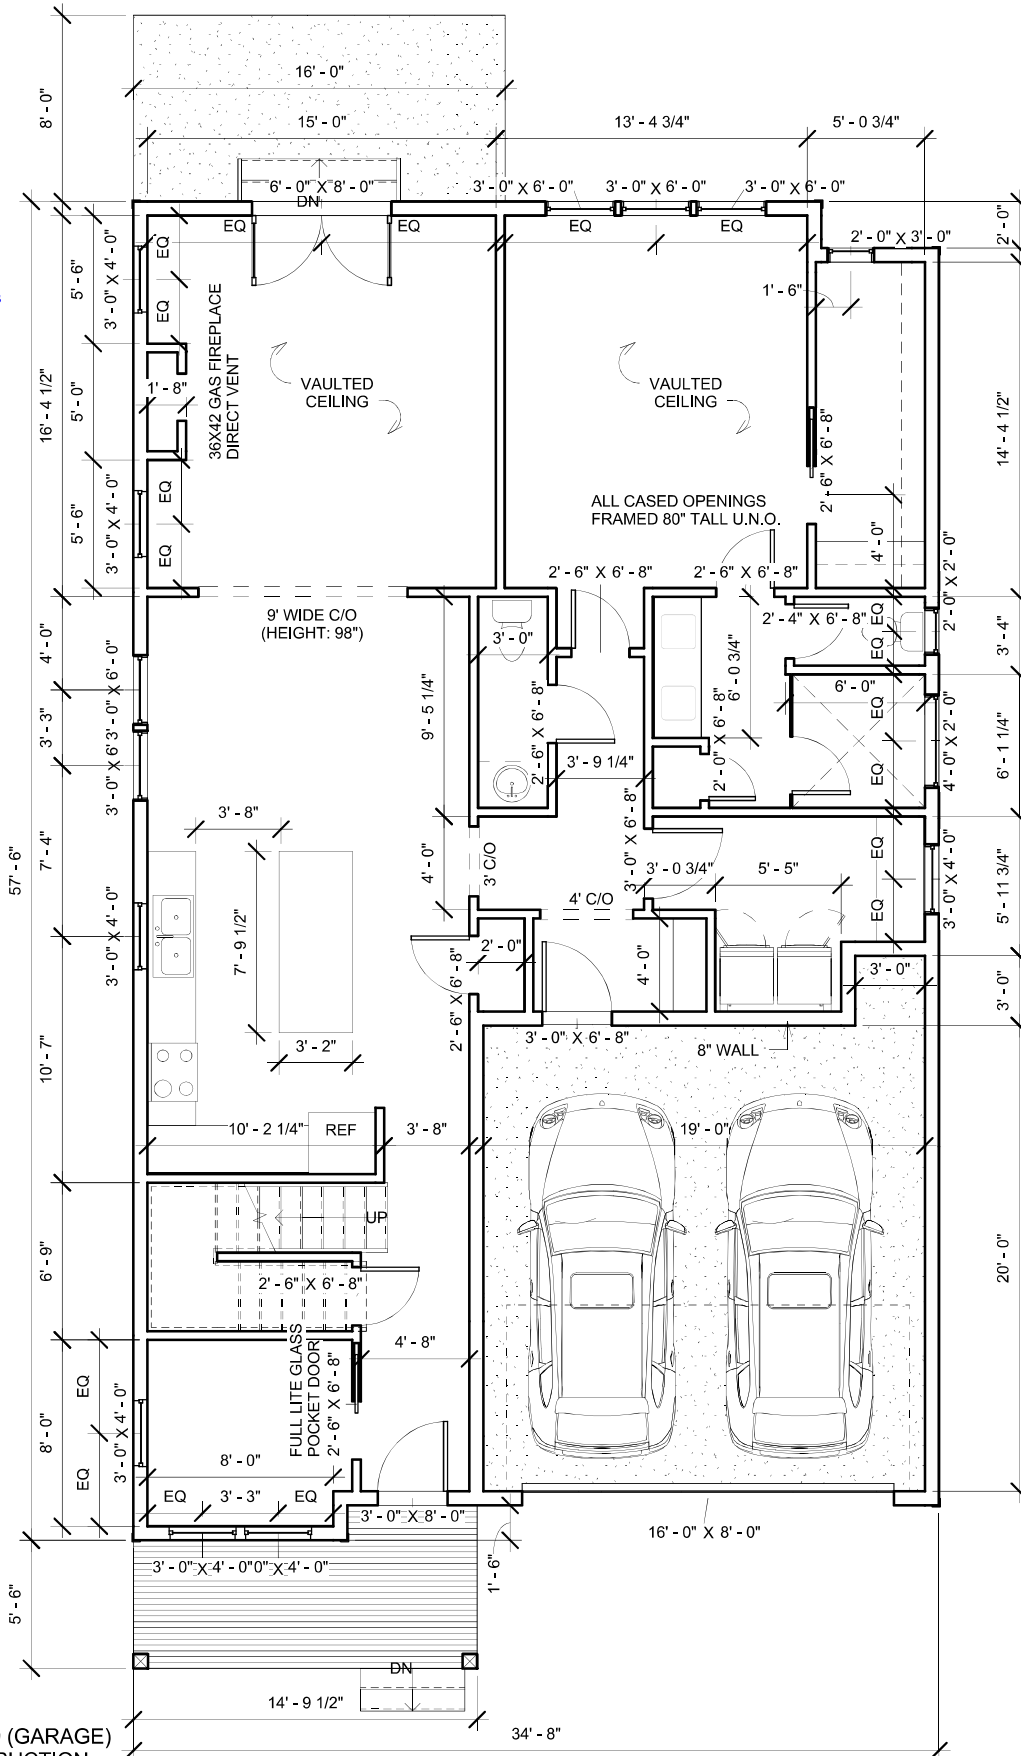 16' - 0"
8' - 0"
15' - 0"
13' - 4 3/4"
5' - 0 3/4"
6' - 0" X 8' - 0"
DN
3' - 0" X 6' - 0"
3' - 0" X 6' - 0"
3' - 0" X 6' - 0"
2' - 0"
EQ
EQ
EQ
EQ
2' - 0" X 3' - 0"
5' - 6"
3' - 0" X 4' - 0"
EQ
EQ
1' - 6"
36X42 GAS FIREPLACE
DIRECT VENT
16' - 4 1/2"
5' - 0"
1' - 8"
VAULTED
CEILING
VAULTED
CEILING
14' - 4 1/2"
2' - 6" X 6' - 8"
5' - 6"
3' - 0" X 4' - 0"
EQ
EQ
ALL CASED OPENINGS
FRAMED 80" TALL U.N.O.
4' - 0"
2' - 6" X 6' - 8"
2' - 6" X 6' - 8"
2' - 0" X 2' - 0"
9' WIDE C/O
(HEIGHT: 98")
3' - 0"
2' - 4" X 6' - 8"
EQ
EQ
3' - 4"
4' - 0"
3' - 3"
3' - 0" X 6'
3' - 0" X 6' - 0"
9' - 5 1/4"
2' - 6" X 6' - 8"
6' - 0 3/4"
6' - 0"
EQ
EQ
4' - 0" X 2' - 0"
6' - 1 1/4"
3' - 9 1/4"
2' - 0" X 6' - 8"
7' - 4"
57' - 6"
3' - 8"
4' - 0"
3' C/O
3' - 0" X 6' - 8"
3' - 0 3/4"
5' - 5"
EQ
EQ
3' - 0" X 4' - 0"
5' - 11 3/4"
4' C/O
3' - 0" X 4' - 0"
7' - 9 1/2"
2' - 0"
2' - 6" X 6' - 8"
4' - 0"
3' - 0"
3' - 0"
3' - 0" X 6' - 8"
8" WALL
10' - 7"
3' - 2"
10' - 2 1/4"
REF
3' - 8"
19' - 0"
UP
6' - 9"
2' - 6" X 6' - 8"
20' - 0"
4' - 8"
FULL LITE GLASS
POCKET DOOR
2' - 6" X 6' - 8"
8' - 0"
EQ
EQ
3' - 0" X 4' - 0"
8' - 0"
EQ
3' - 3"
EQ
3' - 0" X 8' - 0"
16' - 0" X 8' - 0"
3' - 0" X 4' - 0"
0" X 4' - 0"
1' - 6"
5' - 6"
DN
14' - 9 1/2"
34' - 8"
(GARAGE)